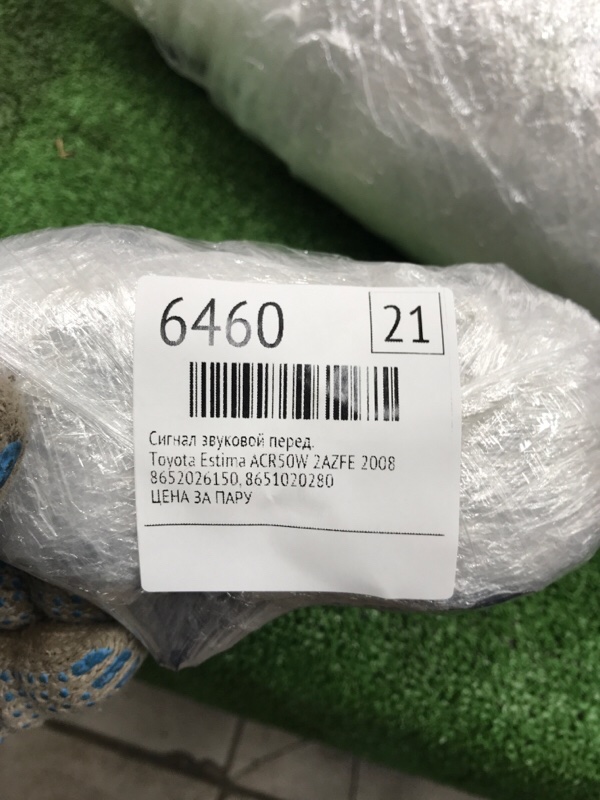 6460
21
Сигнал звуковой перед.
Toyota Estima ACR50W 2AZFE 2008
8652026150, 8651020280
ЦЕНА ЗА ПАРУ